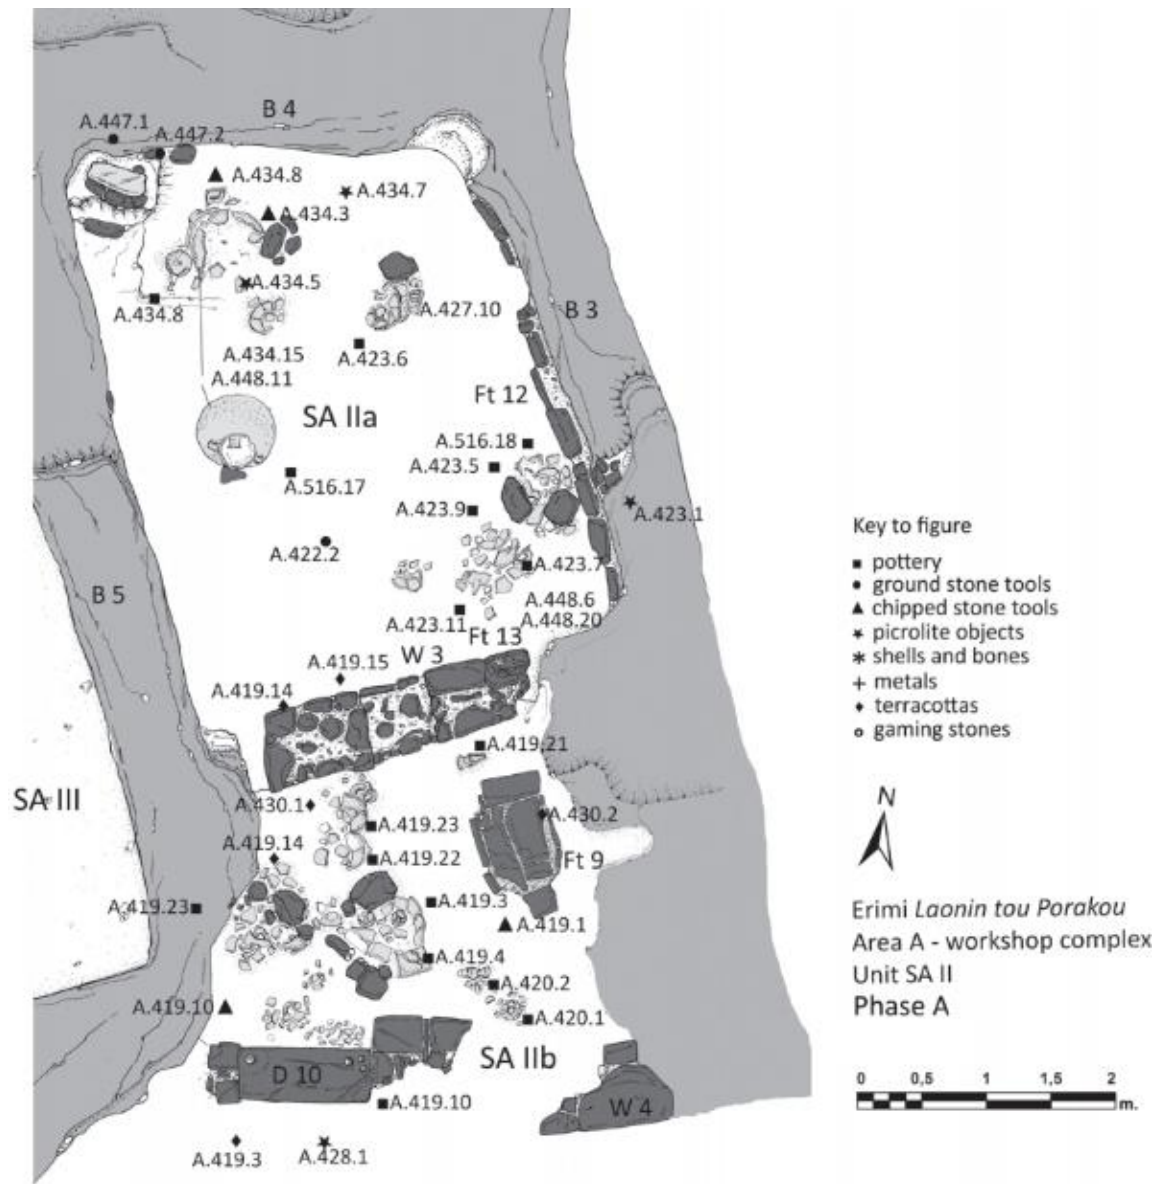 B 4
A.447.1
A.447.2
A.434.8
A.434.7
A.434.3
A.434.5
A.434.8
A.427.10
B 3
A.434.15
A.423.6
A.448.11
Ft 12
SA IIa
A.516.18
A.423.5
A.516.17
A.423.9
A.423.1
A.422.2
A.423.7
B 5
A.448.6
A.423.11
A.448.20
Ft 13
W 3
A.419.15
A.419.14
A.419.21
SA III
A.430.1
A.430.2
A.419.23
A.419.14
A.419.22
Ft 9
A.419.23
A.419.3
A.419.1
A.419.4
A.420.2
A.419.10
A.420.1
SA IIb
D 10
A.419.10
W 4
A.419.3
A.428.1
Key to figure
pottery
ground stone tools
chipped stone tools
picrolite objects
shells and bones
metals
terracottas
gaming stones
N
Erimi Laonin tou Porakou
Area A - workshop complex
Unit SA II
Phase A
0 0,5 1 1,5 2
m.